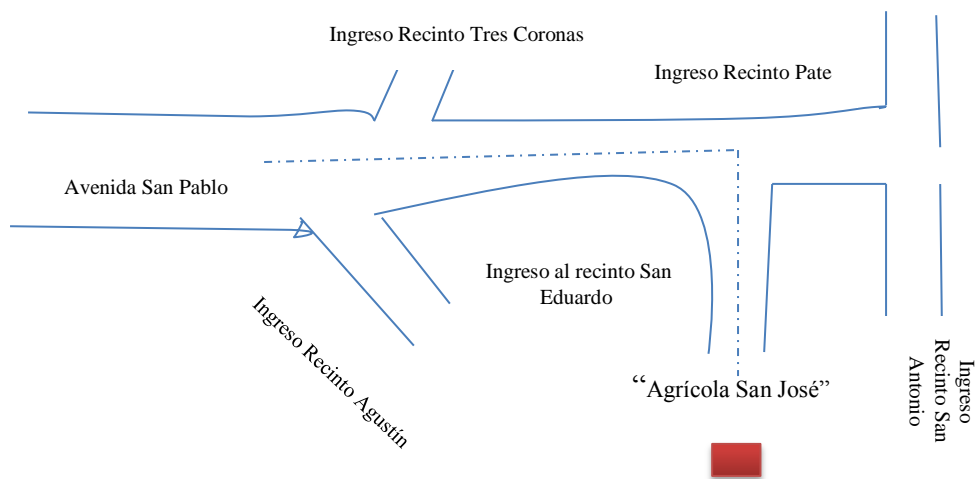 Ingreso Recinto Tres Coronas
Ingreso Recinto Pate
Avenida San Pablo
Ingreso al recinto San
Eduardo
Ingreso Recinto Agustín
“Agrícola San José”
Ingreso
Recinto San
Antonio